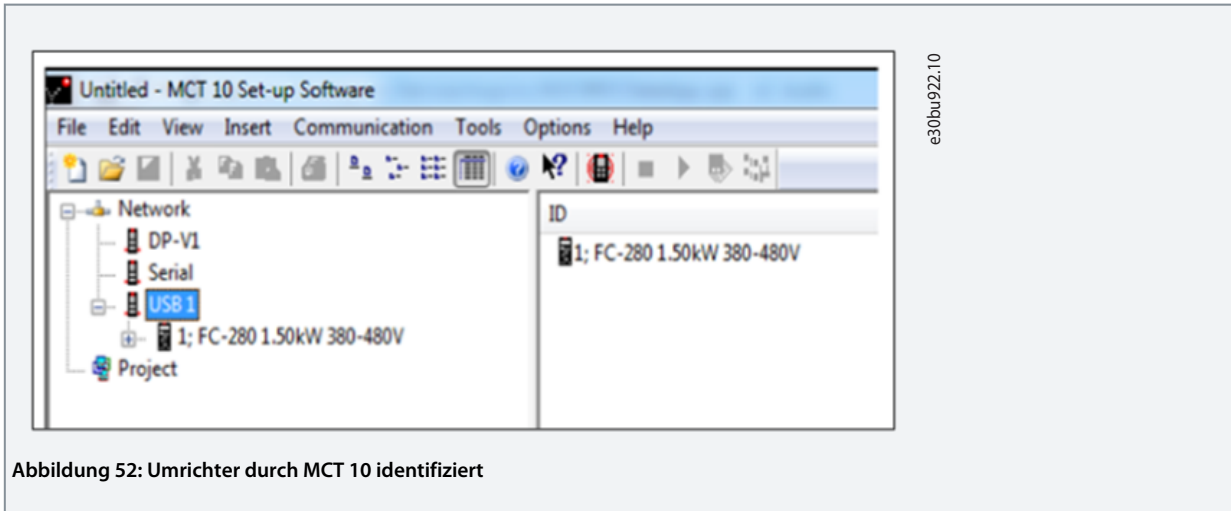 Untitled - MCT 10 Set-up Software
File Edit View Insert Communication Tools Options Help
Network
DP-V1
Serial
USB 1
1; FC-280 1.50kW 380-480V
Project
ID
1; FC-280 1.50kW 380-480V
e30bu922.10
Abbildung 52: Umrichter durch MCT 10 identifiziert